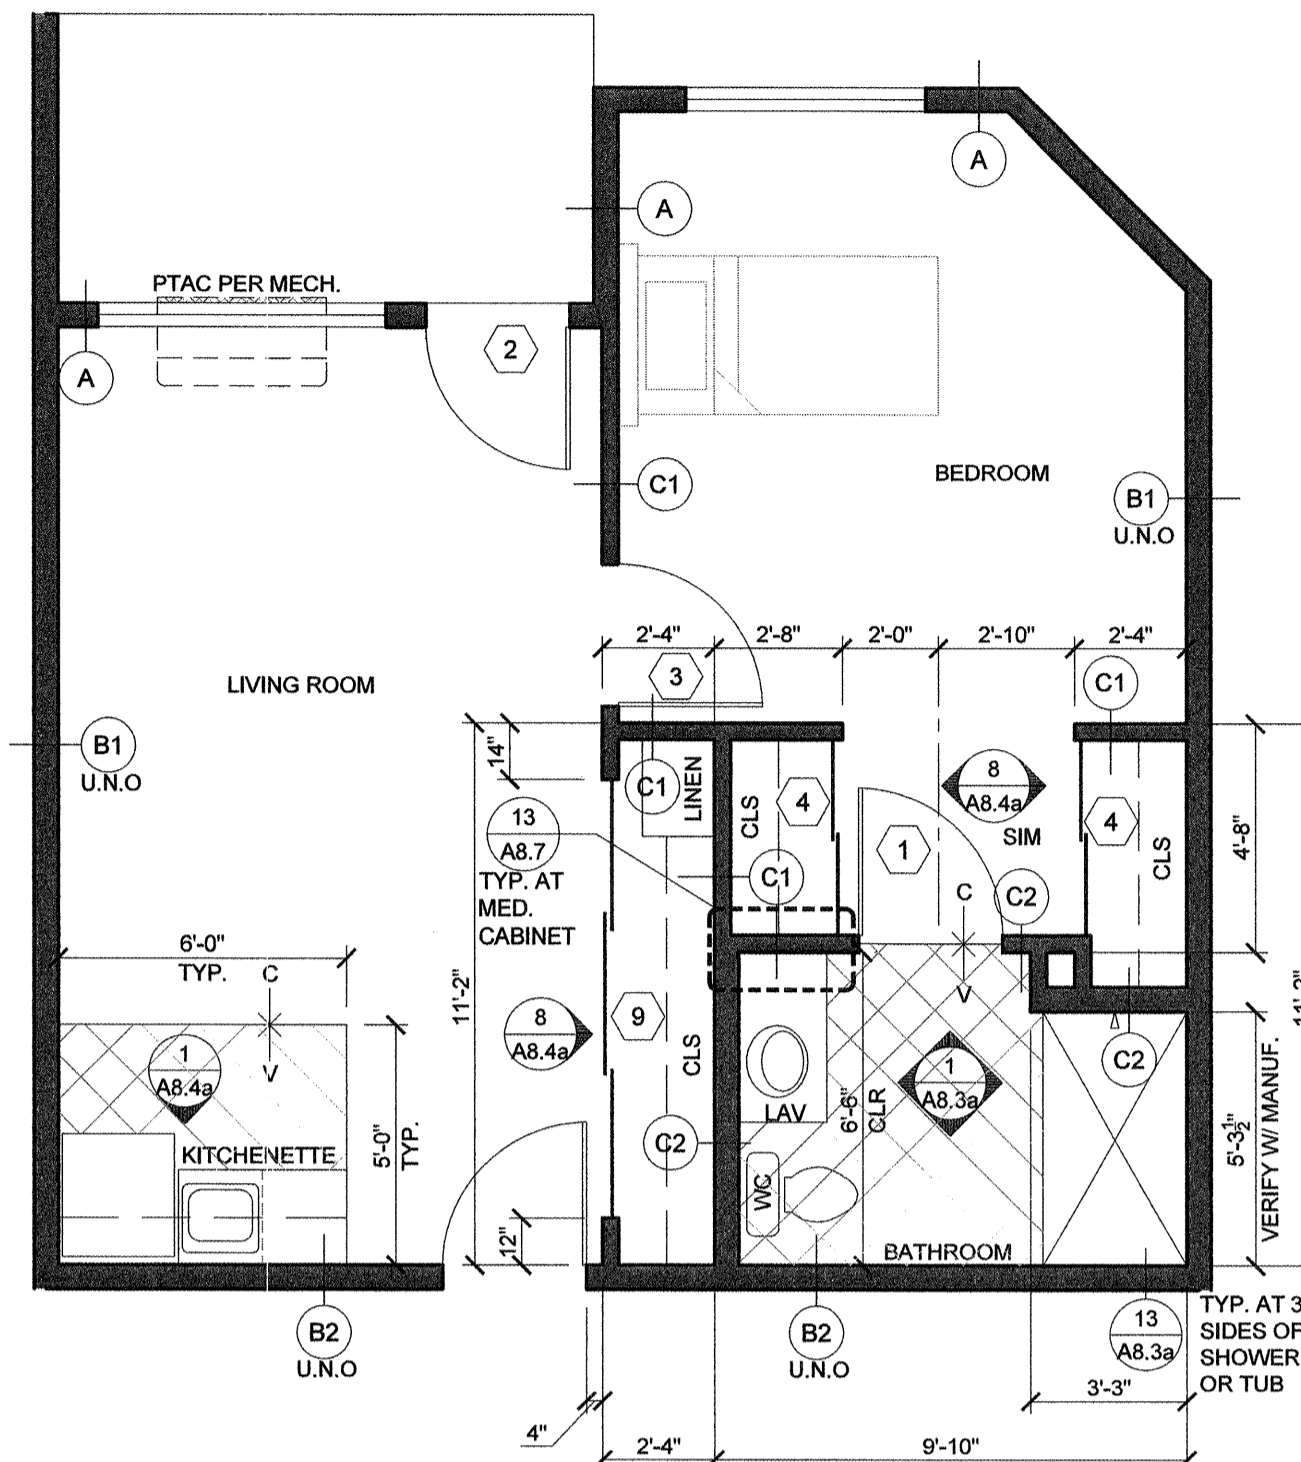 A
A
PTAC PER MECH.
2
A
C1
BEDROOM
B1
U.N.O
2'-4"
2'-8"
2'-0"
2'-10"
2'-4"
3
C1
LIVING ROOM
B1
U.N.O
14"
C1
LINEN
CLS
4
8
A8.4a
SIM
4
CLS
4'-8"
13
A8.7
TYP. AT
MED.
CABINET
C1
1
C2
C
V
6'-0"
TYP.
C
V
11'-2"
8
A8.4a
9
CLS
1
A8.4a
KITCHENETTE
5'-0"
TYP.
C2
LAV
6'-6"
CLR
1
A8.3a
C2
5'-3½"
VERIFY W/ MANUF.
11'-2"
WC
BATHROOM
12"
B2
U.N.O
B2
U.N.O
13
A8.3a
TYP. AT 3
SIDES OF
SHOWER
OR TUB
3'-3"
4"
2'-4"
9'-10"